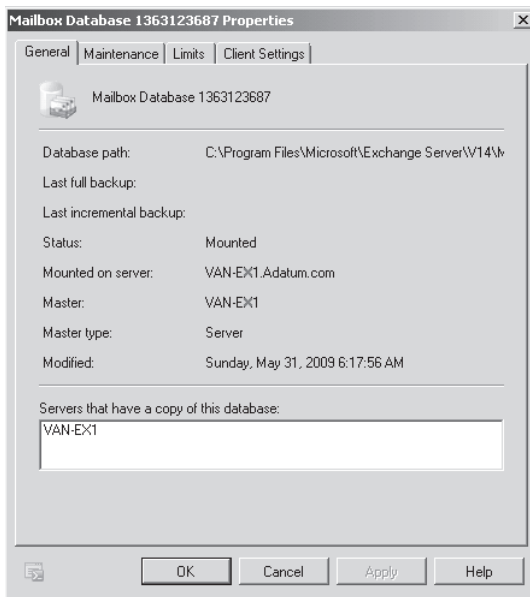 Mailbox Database 1363123687 Properties
General Maintenance Limits Client Settings
Mailbox Database 1363123687
Database path: C:\Program Files\Microsoft\Exchange Server\V14\M
Last full backup:
Last incremental backup:
Status: Mounted
Mounted on server: VAN-EX1.Adatum.com
Master: VAN-EX1
Master type: Server
Modified: Sunday, May 31, 2009 6:17:56 AM
Servers that have a copy of this database:
VAN-EX1
OK Cancel Apply Help